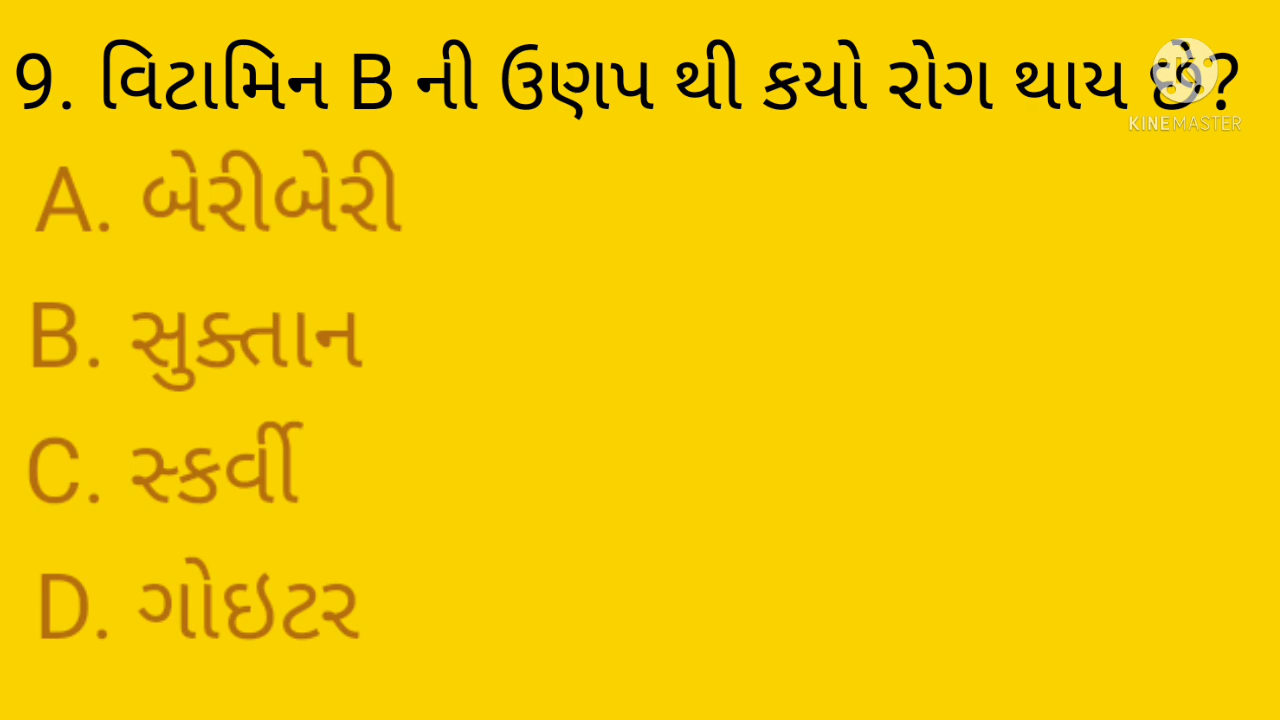 9. વિટામિન B ની ઉણપ થી કયો રોગ થાય છે?
KINEMASTER
A. બેરીબેરી
B. સુક્તાન
C. સ્કર્વી
D. ગોઇટર